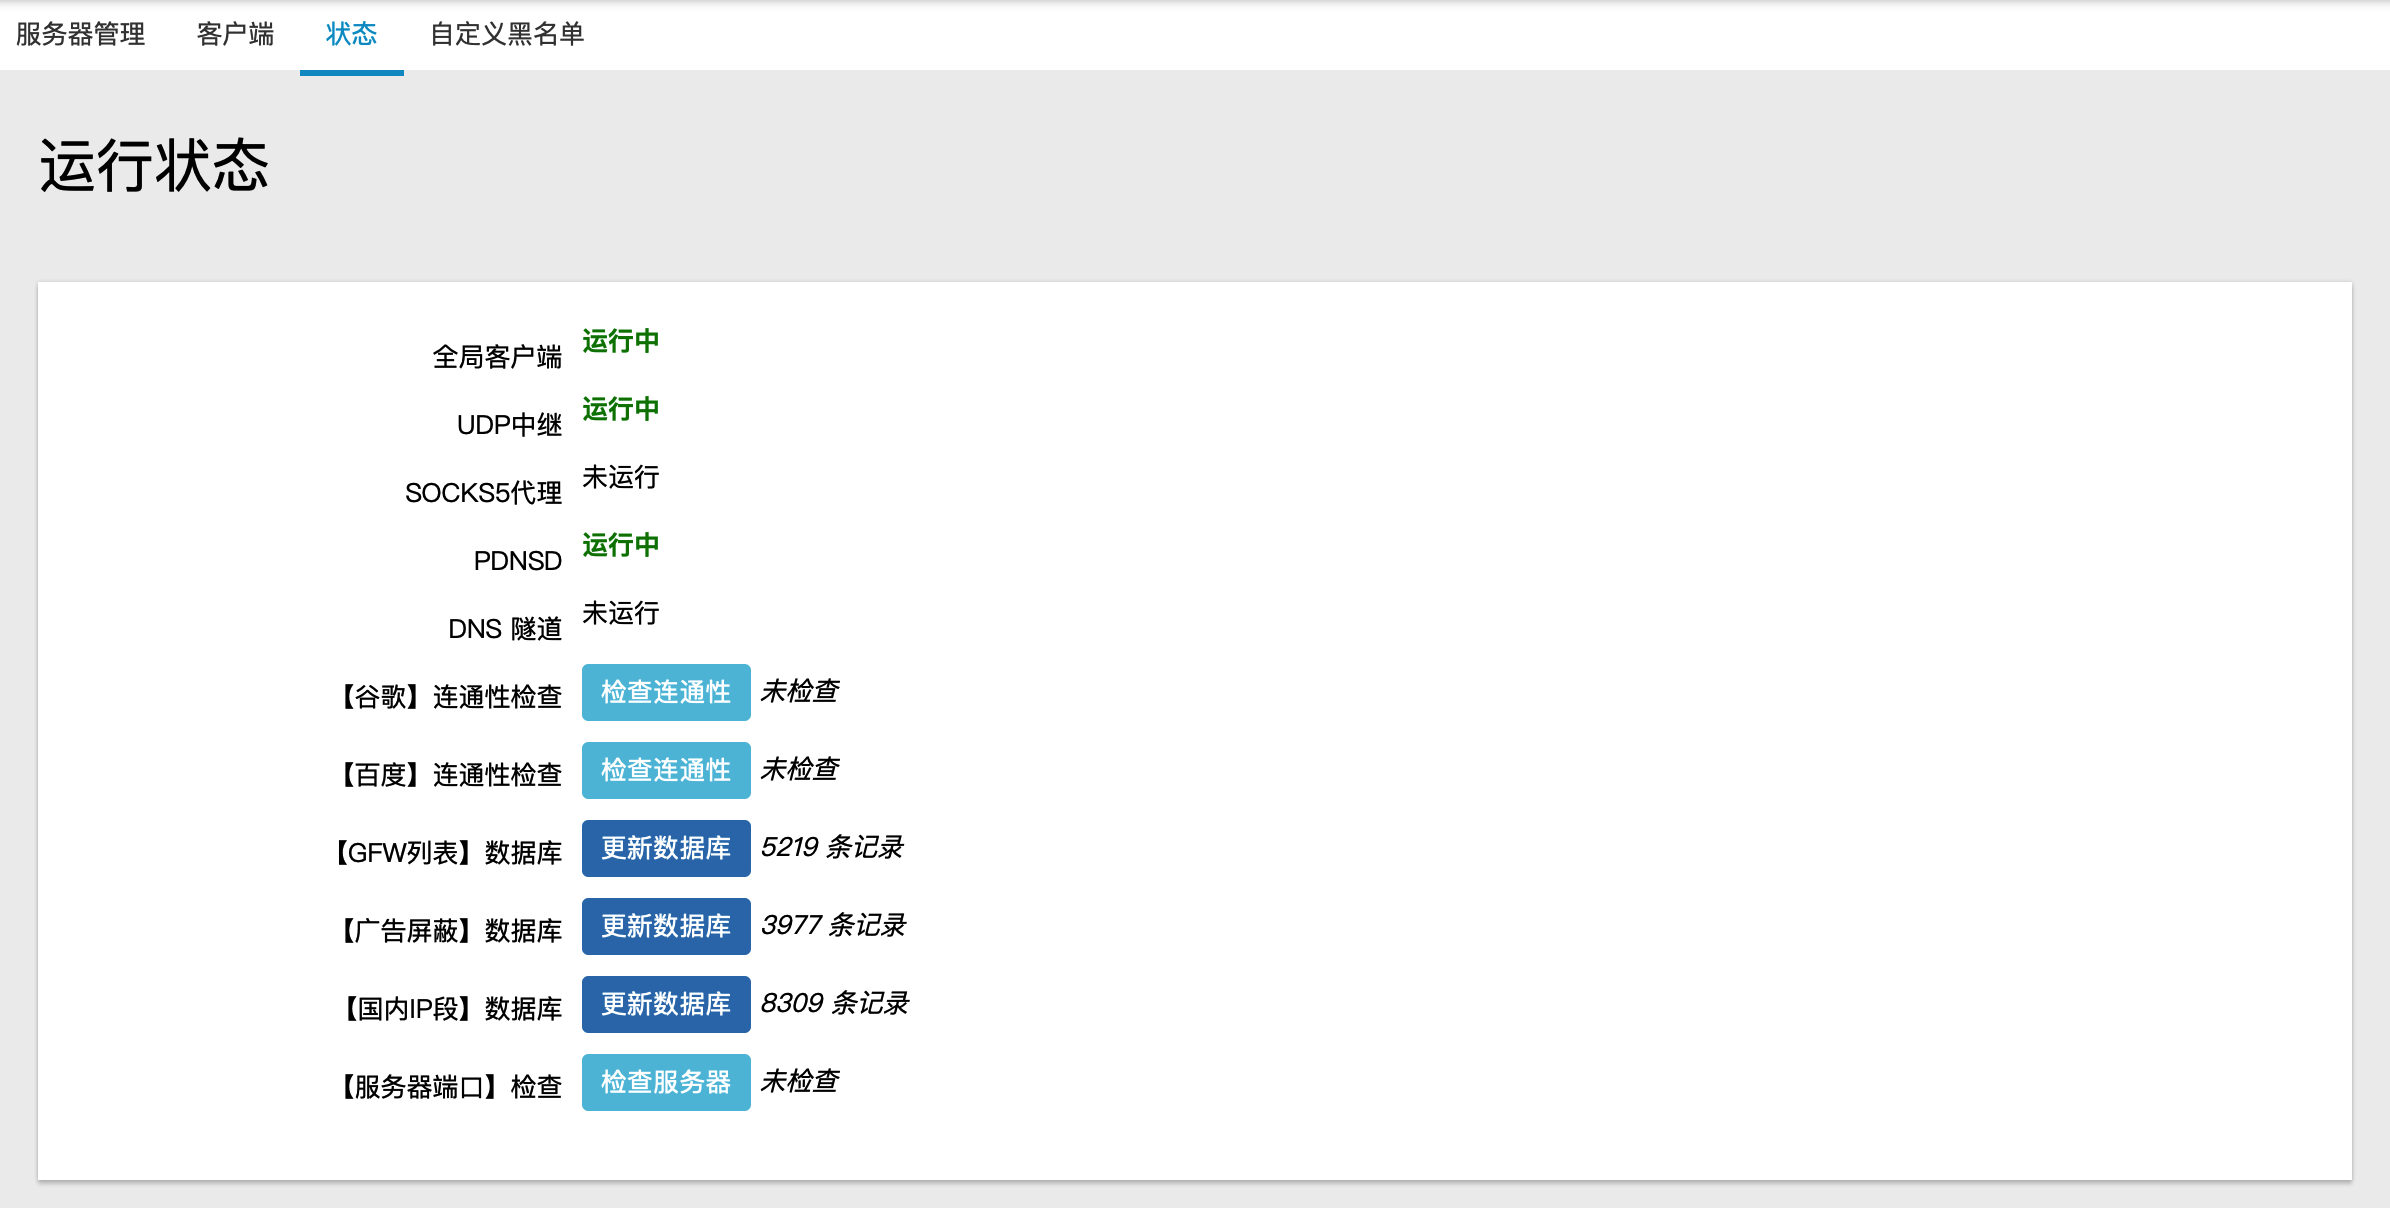 服务器管理 客户端 状态 自定义黑名单
运行状态
全局客户端 运行中
UDP中继 运行中
SOCKS5代理 未运行
PDNSD 运行中
DNS 隧道 未运行
【谷歌】连通性检查 检查连通性 未检查
【百度】连通性检查 检查连通性 未检查
【GFW列表】数据库 更新数据库 5219 条记录
【广告屏蔽】数据库 更新数据库 3977 条记录
【国内IP段】数据库 更新数据库 8309 条记录
【服务器端口】检查 检查服务器 未检查